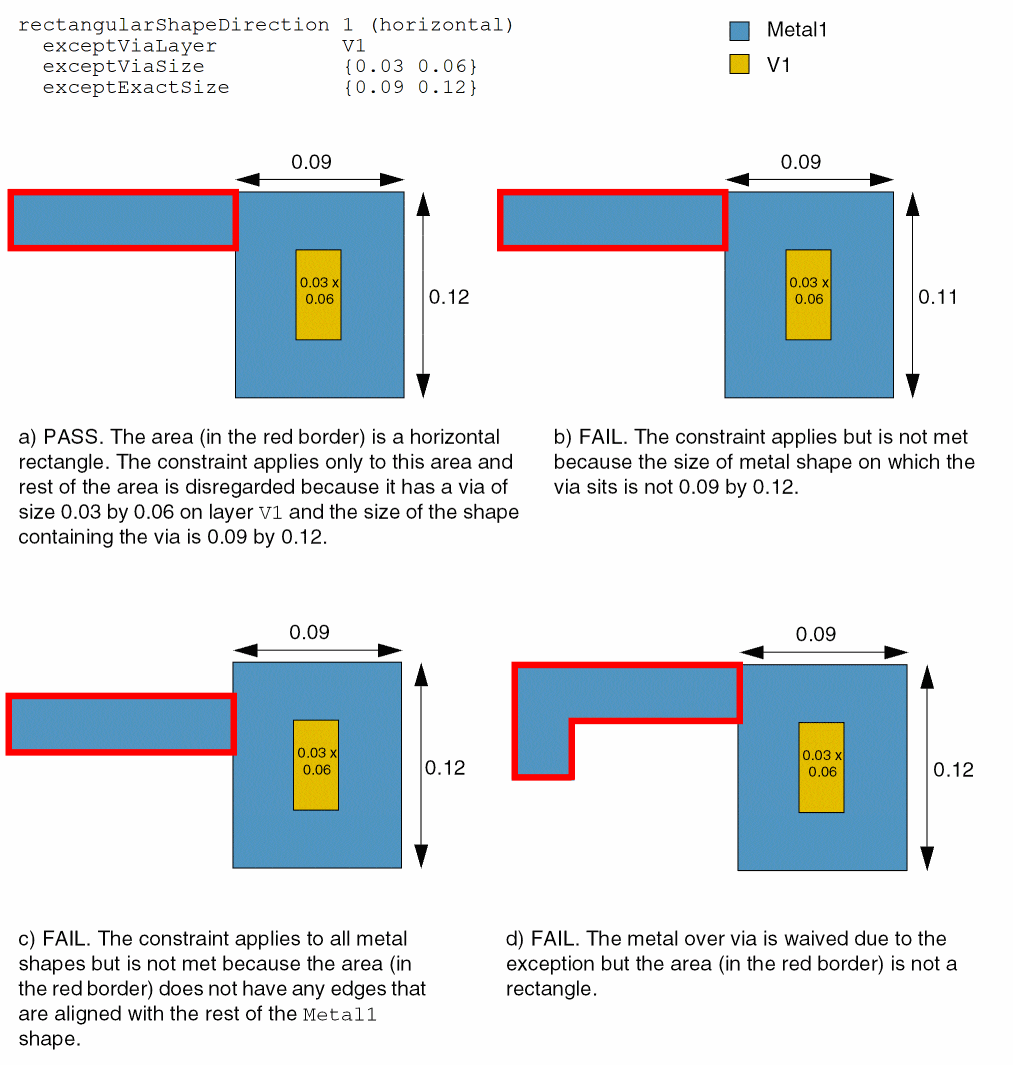 rectangularShapeDirection 1 (horizontal)
exceptViaLayer V1
exceptViaSize {0.03 0.06}
exceptExactSize {0.09 0.12}
Metal1
V1
0.09
0.12
0.03 x
0.06
0.09
0.11
0.03 x
0.06
a) PASS. The area (in the red border) is a horizontal
rectangle. The constraint applies only to this area and
rest of the area is disregarded because it has a via of
size 0.03 by 0.06 on layer V1 and the size of the shape
containing the via is 0.09 by 0.12.
b) FAIL. The constraint applies but is not met
because the size of metal shape on which the
via sits is not 0.09 by 0.12.
0.09
0.12
0.03 x
0.06
0.09
0.12
0.03 x
0.06
c) FAIL. The constraint applies to all metal
shapes but is not met because the area (in
the red border) does not have any edges that
are aligned with the rest of the Metal1
shape.
d) FAIL. The metal over via is waived due to the
exception but the area (in the red border) is not a
rectangle.